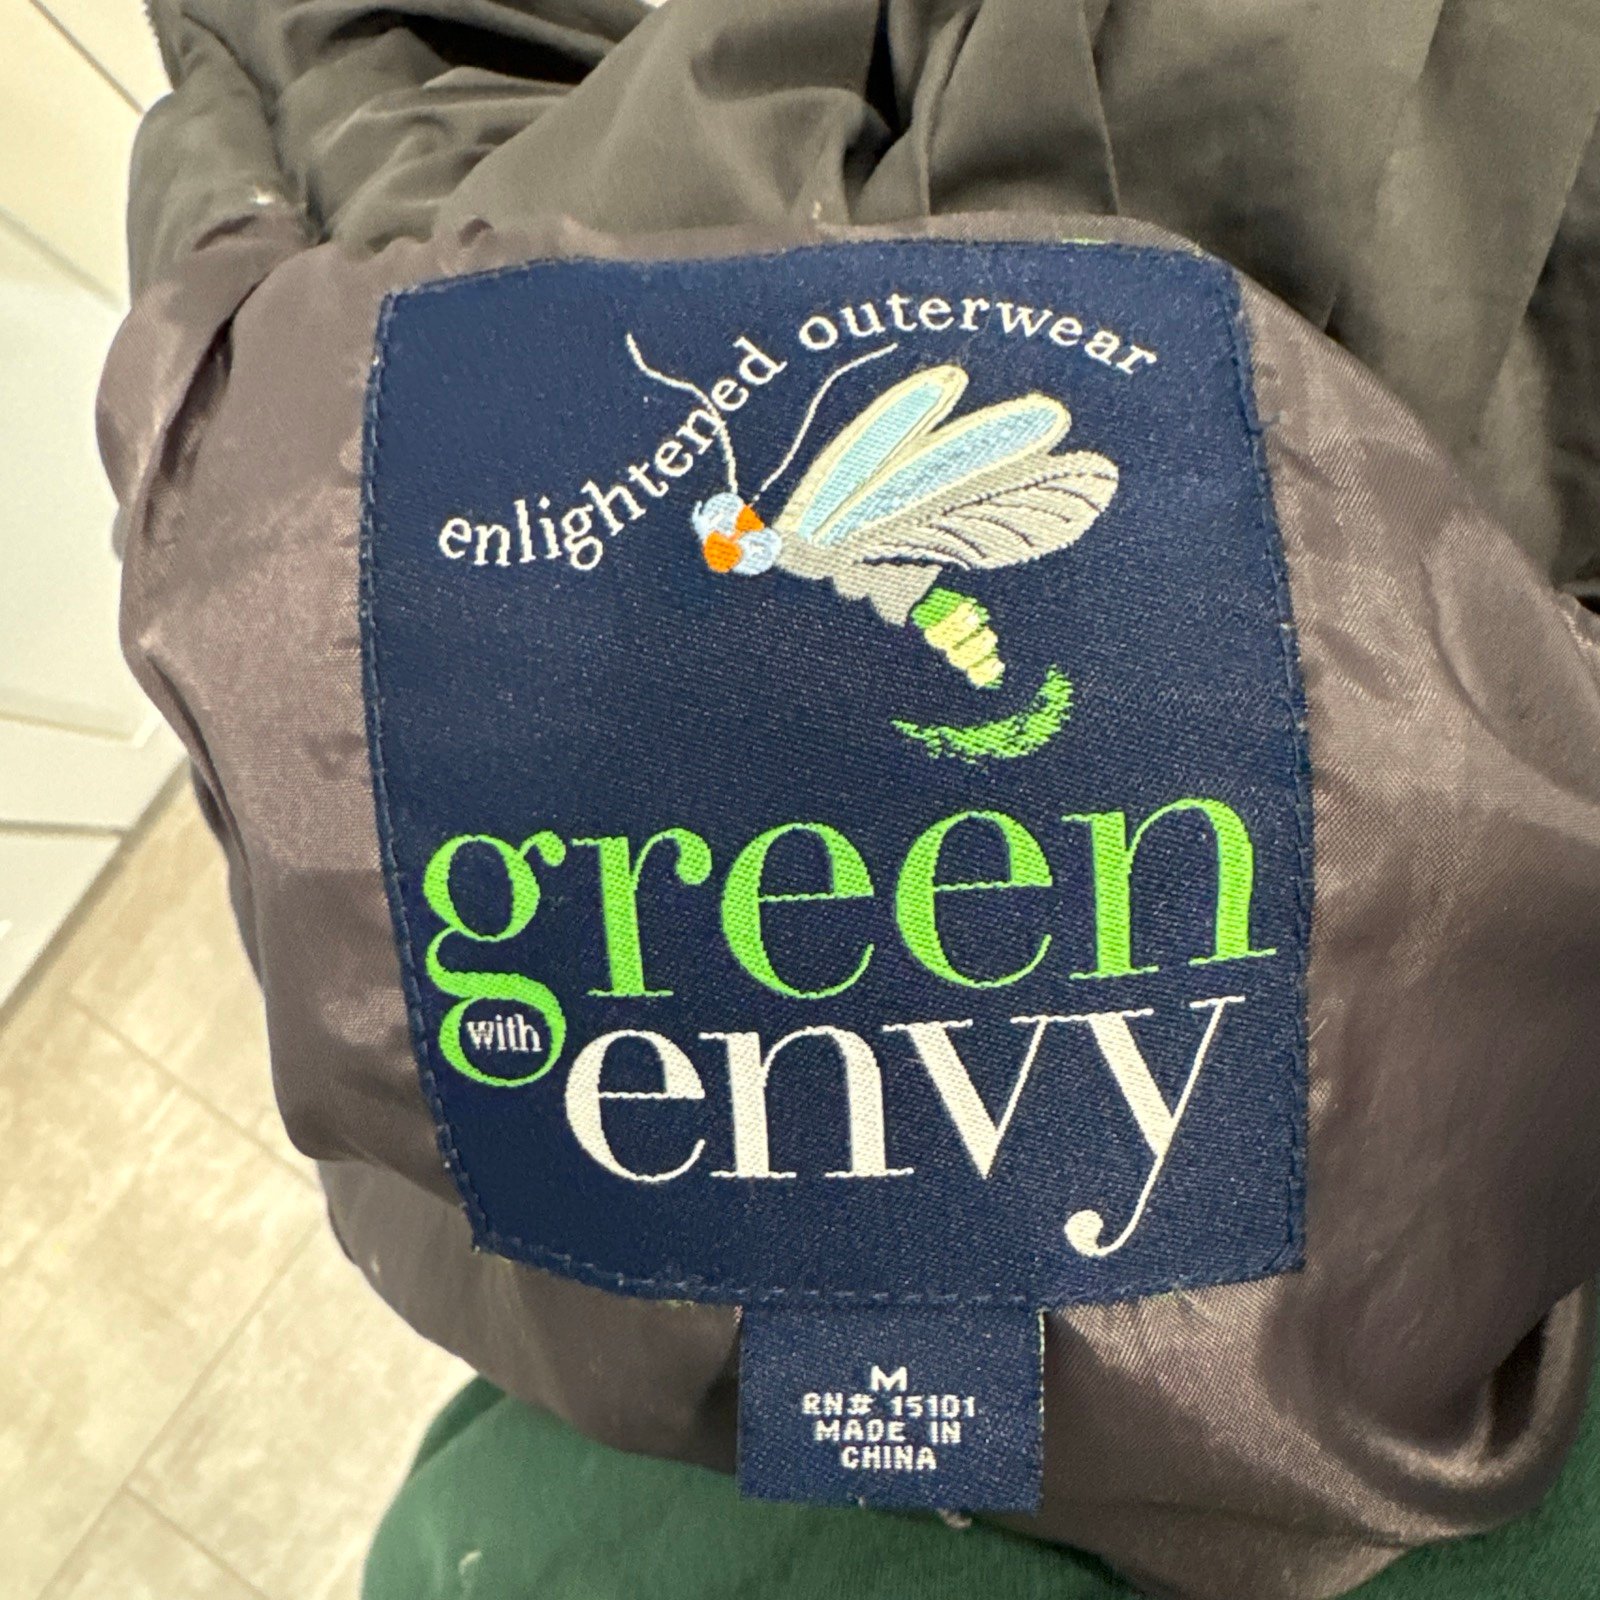 enlightened outerwear
green
with
envy
M
RN# 15101
MADE IN
CHINA